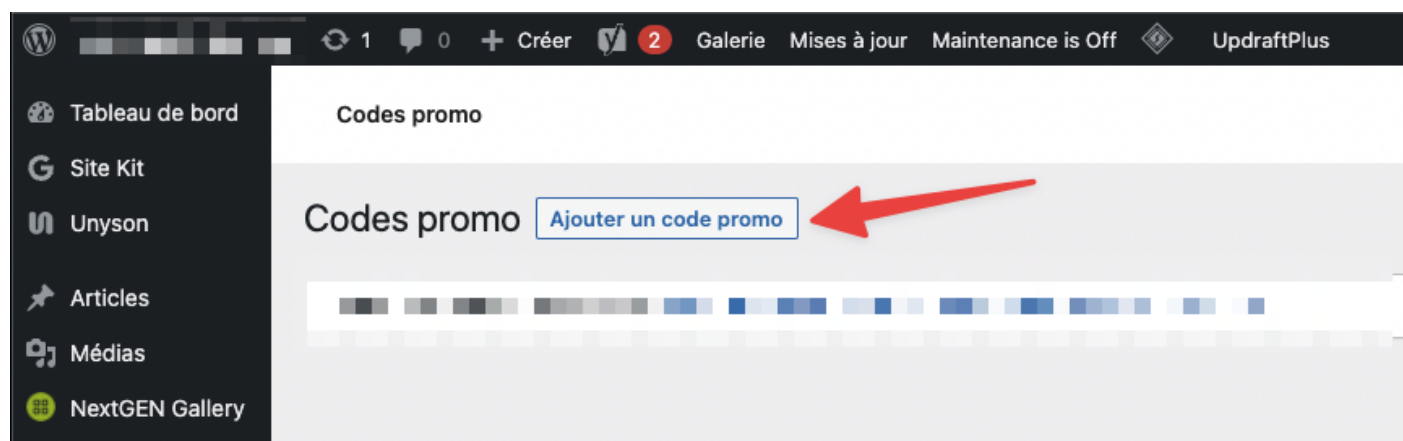 1 0 + Créer 2 Galerie Mises à jour Maintenance is Off UpdraftPlus
Tableau de bord
Site Kit
Unyson
Articles
Médias
NextGEN Gallery
Codes promo
Codes promo Ajouter un code promo